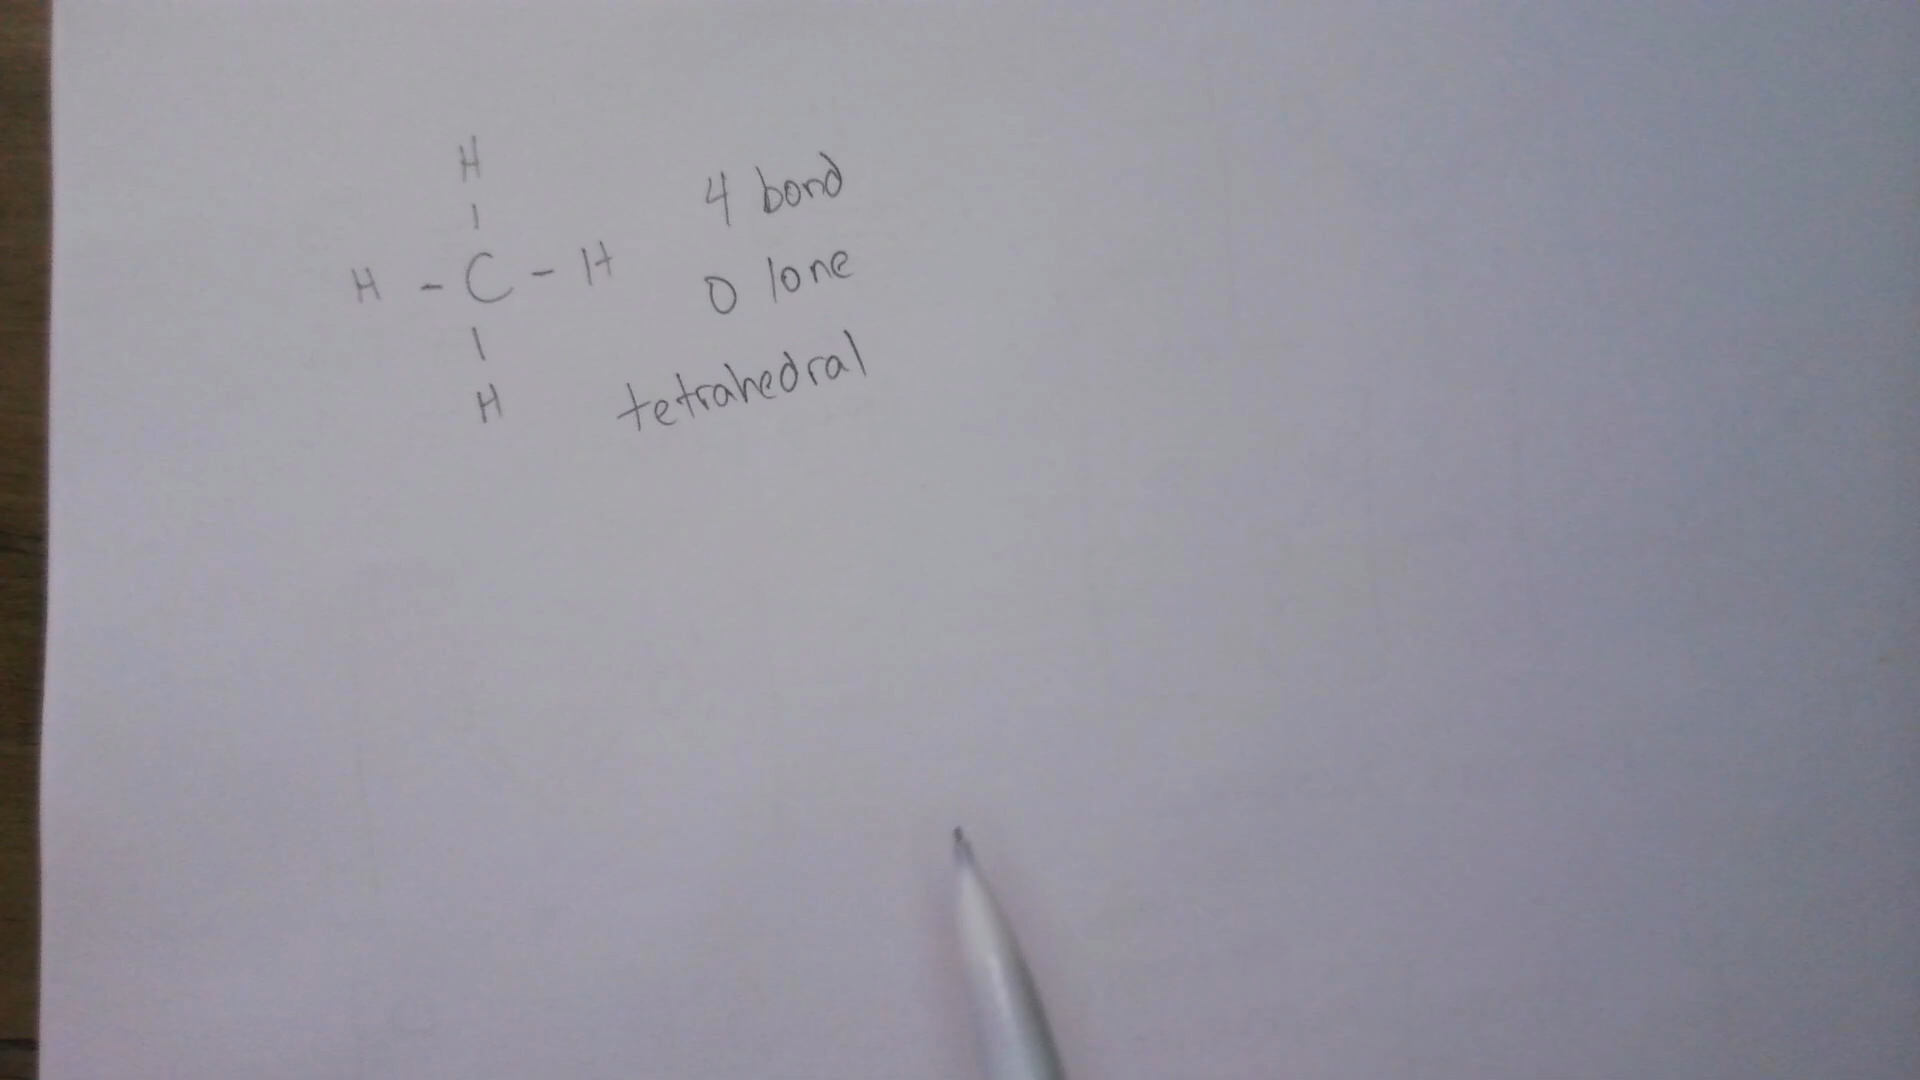 H
|
H - C - H
|
H
4 bond
0 lone
tetrahedral